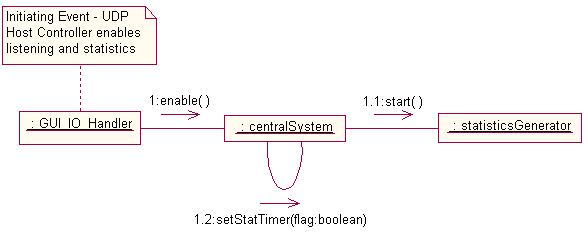 Initiating Event - UDP
Host Controller enables
listening and statistics
1:enable( )
1.1:start( )
: GUI_IO_Handler
: centralSystem
: statisticsGenerator
1.2:setStatTimer(flag:boolean)